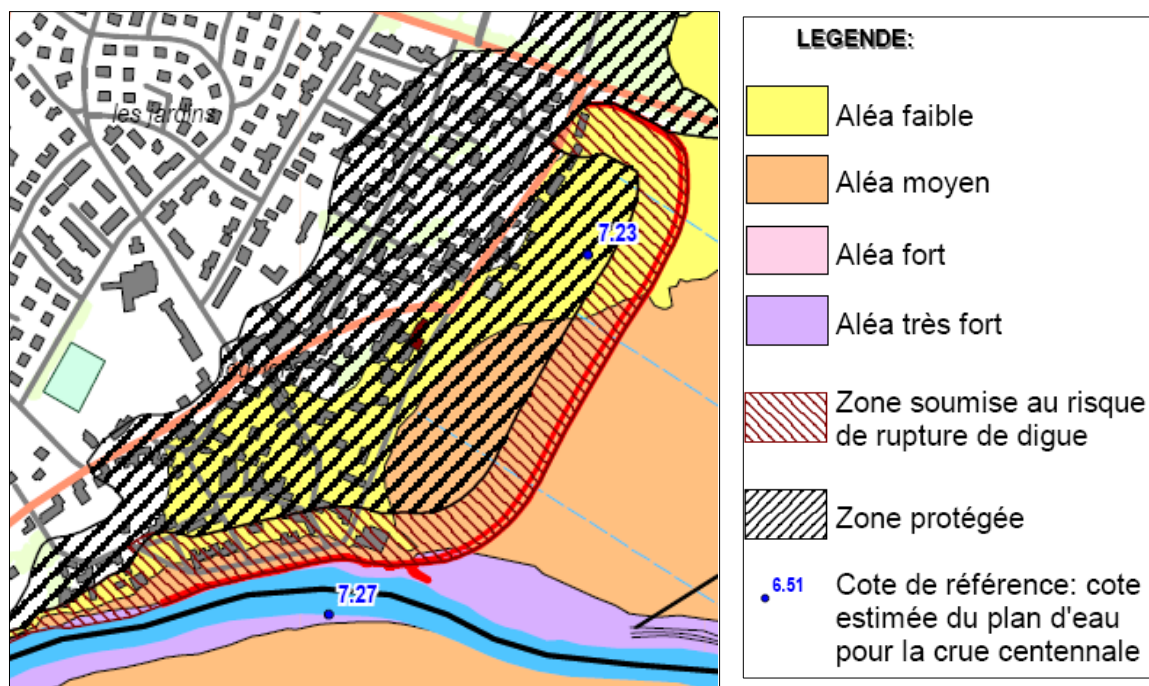 les jardins
7.23
7.27
LEGENDE:
Aléa faible
Aléa moyen
Aléa fort
Aléa très fort
Zone soumise au risque
de rupture de digue
Zone protégée
6.51
Cote de référence: cote
estimée du plan d'eau
pour la crue centennale